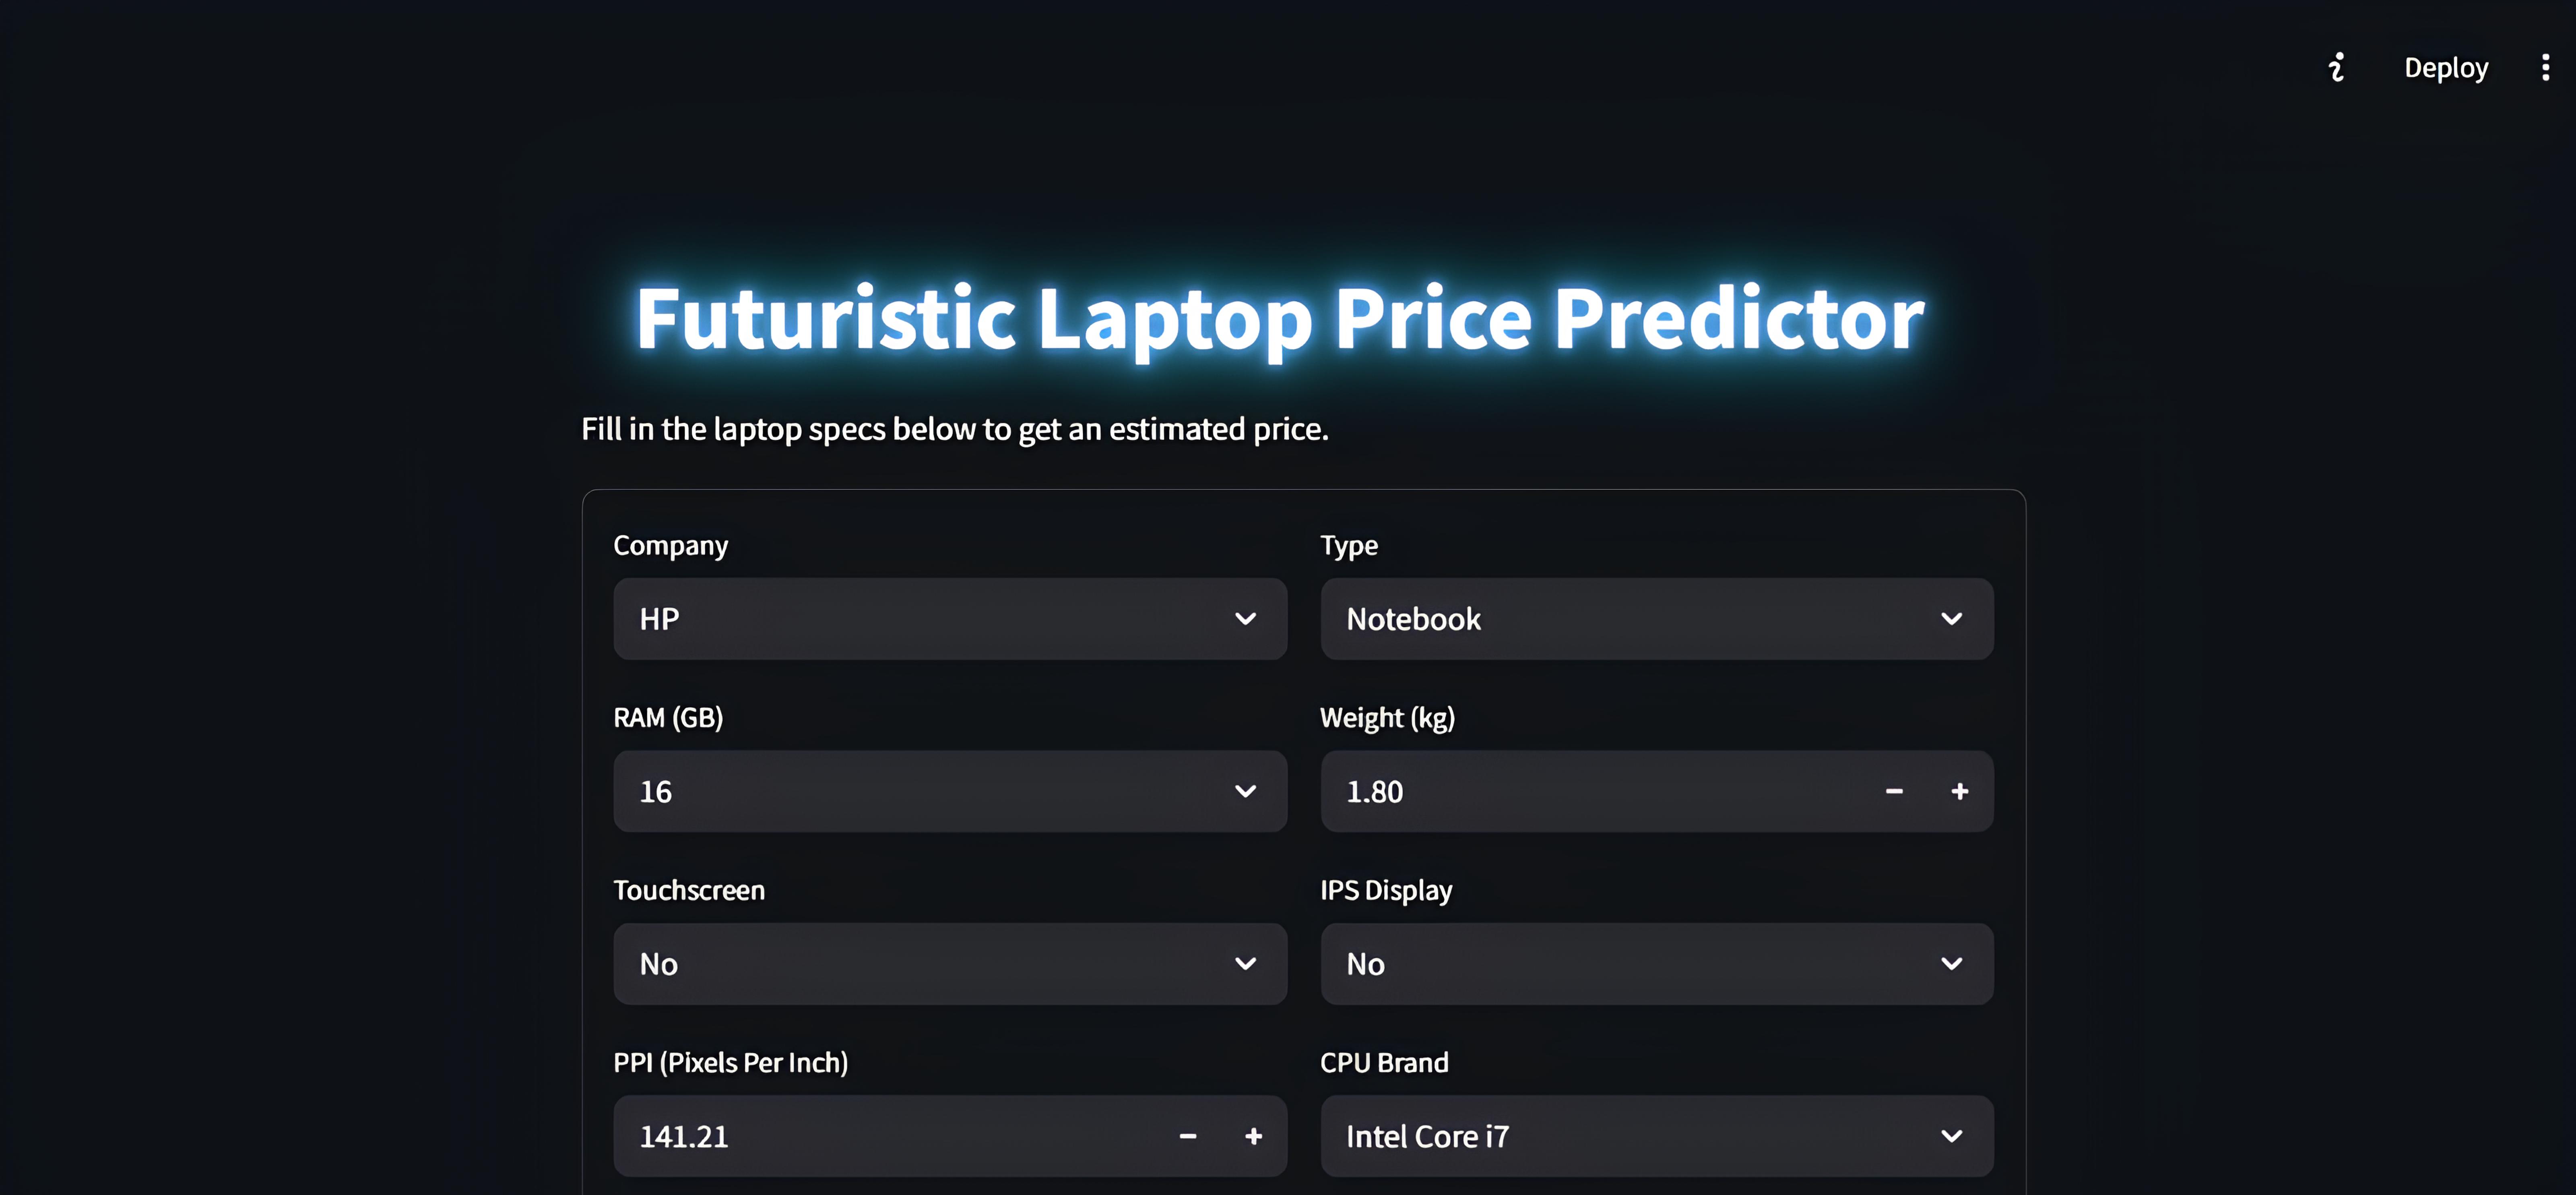 Deploy
Futuristic Laptop Price Predictor
Fill in the laptop specs below to get an estimated price.
Company
Type
HP
Notebook
RAM (GB)
Weight (kg)
16
1.80
Touchscreen
IPS Display
No
No
PPI (Pixels Per Inch)
CPU Brand
141.21
Intel Core i7